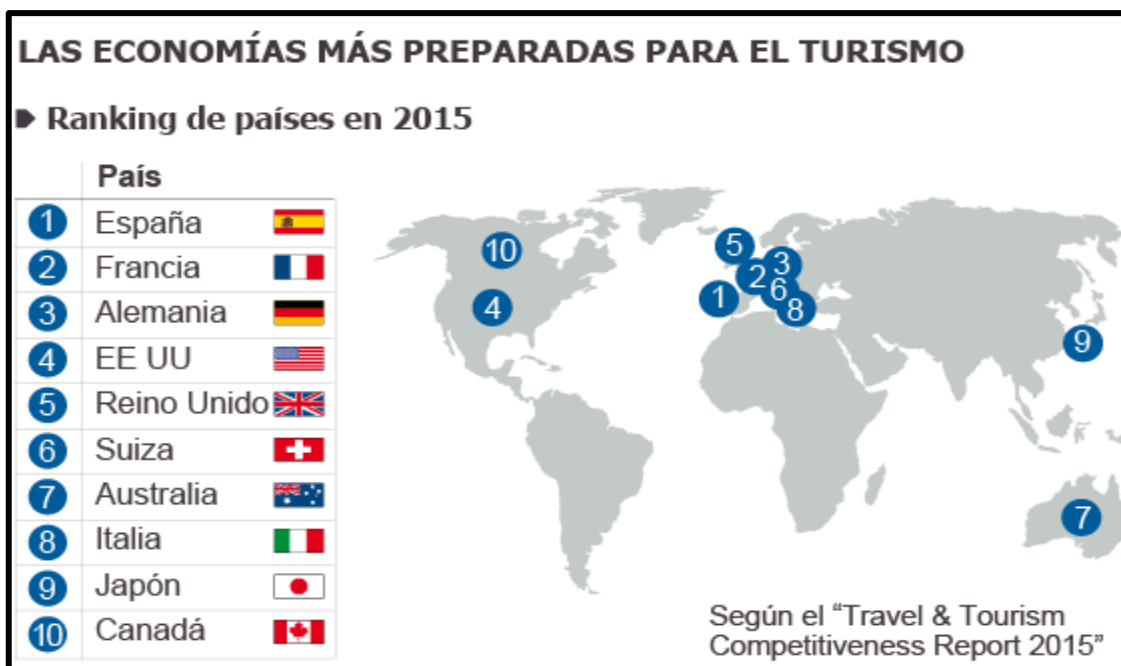 LAS ECONOMÍAS MÁS PREPARADAS PARA EL TURISMO
Ranking de países en 2015
País
1 España
2 Francia
3 Alemania
4 EE UU
5 Reino Unido
6 Suiza
7 Australia
8 Italia
9 Japón
10 Canadá
10
5
3
2
6
1
4
8
9
7
Según el “Travel & Tourism
Competitiveness Report 2015”